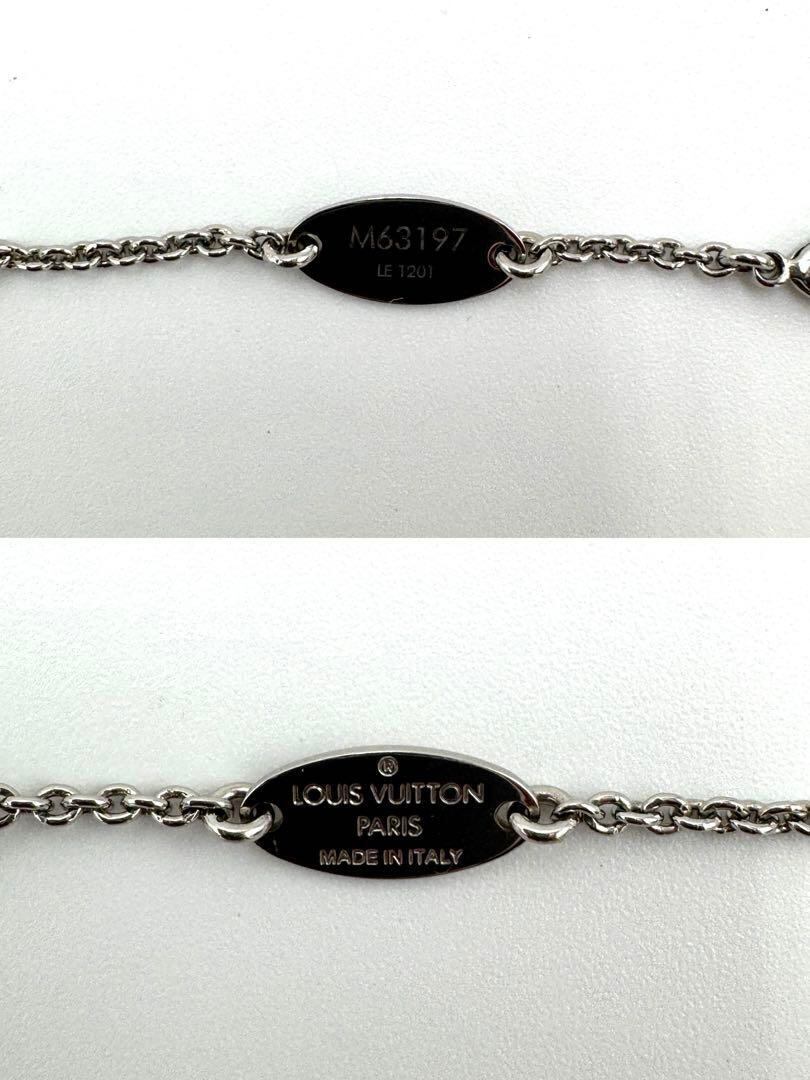 M63197
LE 1201
®
LOUIS VUITTON
PARIS
MADE IN ITALY